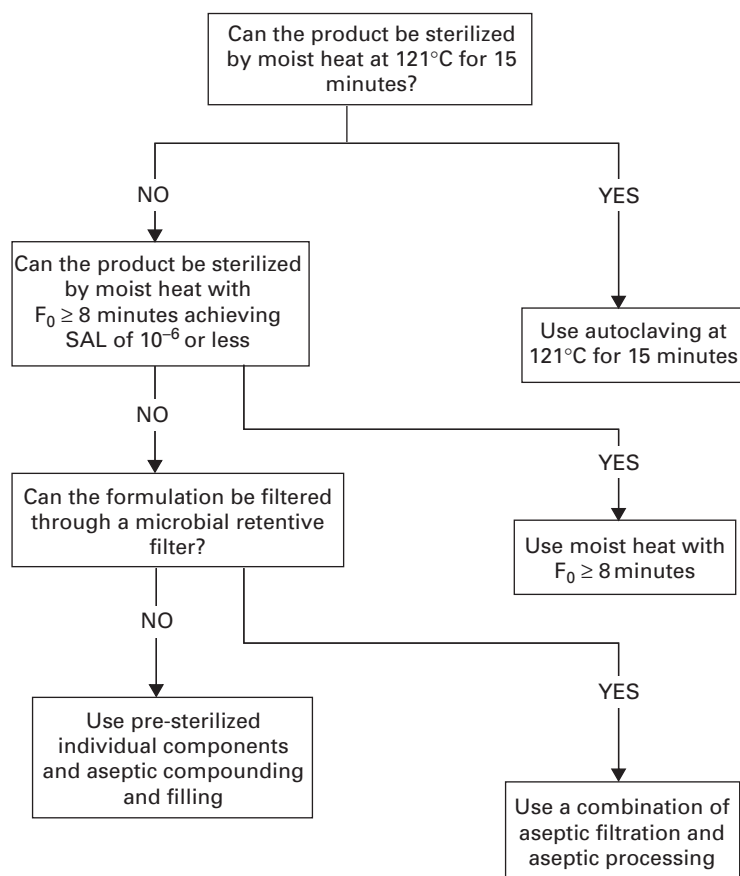 Can the product be sterilized
by moist heat at 121°C for 15
minutes?
NO
YES
Can the product be sterilized
by moist heat with
F₀ ≥ 8 minutes achieving
SAL of 10⁻⁶ or less
Use autoclaving at
121°C for 15 minutes
NO
YES
Can the formulation be filtered
through a microbial retentive
filter?
Use moist heat with
F₀ ≥ 8 minutes
NO
YES
Use pre-sterilized
individual components
and aseptic compounding
and filling
Use a combination of
aseptic filtration and
aseptic processing